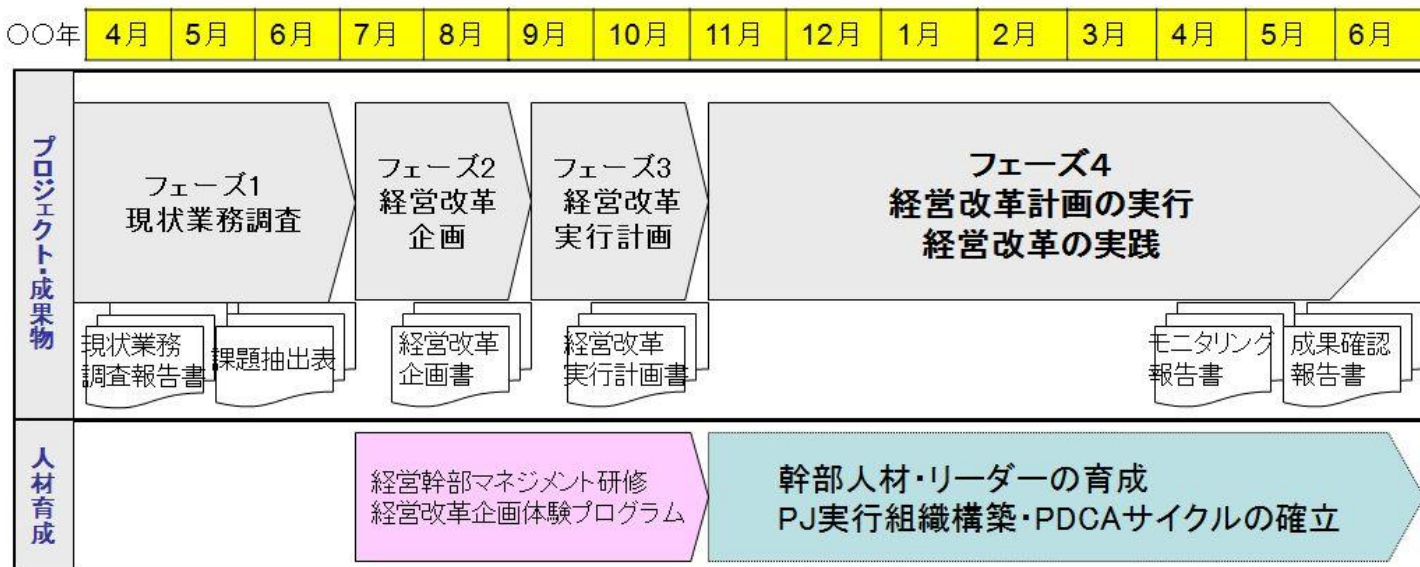 ○○年 4月 5月 6月 7月 8月 9月 10月 11月 12月 1月 2月 3月 4月 5月 6月
プロジェクト・成果物
フェーズ1
現状業務調査
フェーズ2
経営改革
企画
フェーズ3
経営改革
実行計画
フェーズ4
経営改革計画の実行
経営改革の実践
現状業務
調査報告書
課題抽出表
経営改革
企画書
経営改革
実行計画書
モニタリング
報告書
成果確認
報告書
人材育成
経営幹部マネジメント研修
経営改革企画体験プログラム
幹部人材・リーダーの育成
PJ実行組織構築・PDCAサイクルの確立